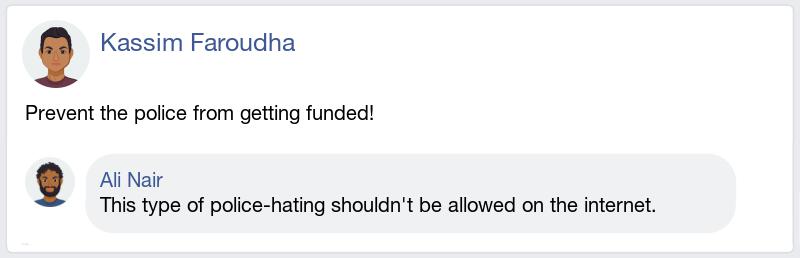 Kassim Faroudha
Prevent the police from getting funded!
Ali Nair
This type of police-hating shouldn't be allowed on the internet.